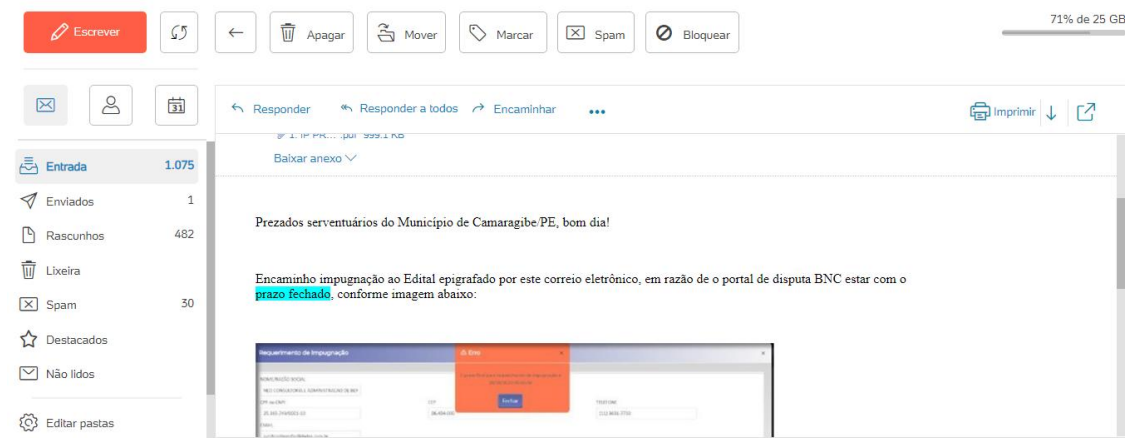 Escrever
Apagar
Mover
Marcar
Spam
Bloquear
71% de 25 GB
31
Responder
Responder a todos
Encaminhar
Imprimir
999.1 KB
Baixar anexo
Entrada 1.075
Enviados 1
Rascunhos 482
Lixeira
Spam 30
Destacados
Não lidos
Editar pastas
Prezados serventuários do Município de Camaragibe/PE, bom dia!
Encaminho impugnação ao Edital epigrafado por este correio eletrônico, em razão de o portal de disputa BNC estar com o
prazo fechado, conforme imagem abaixo:
Requerimento de Impugnação
Erro
Fechar
TELEFONE